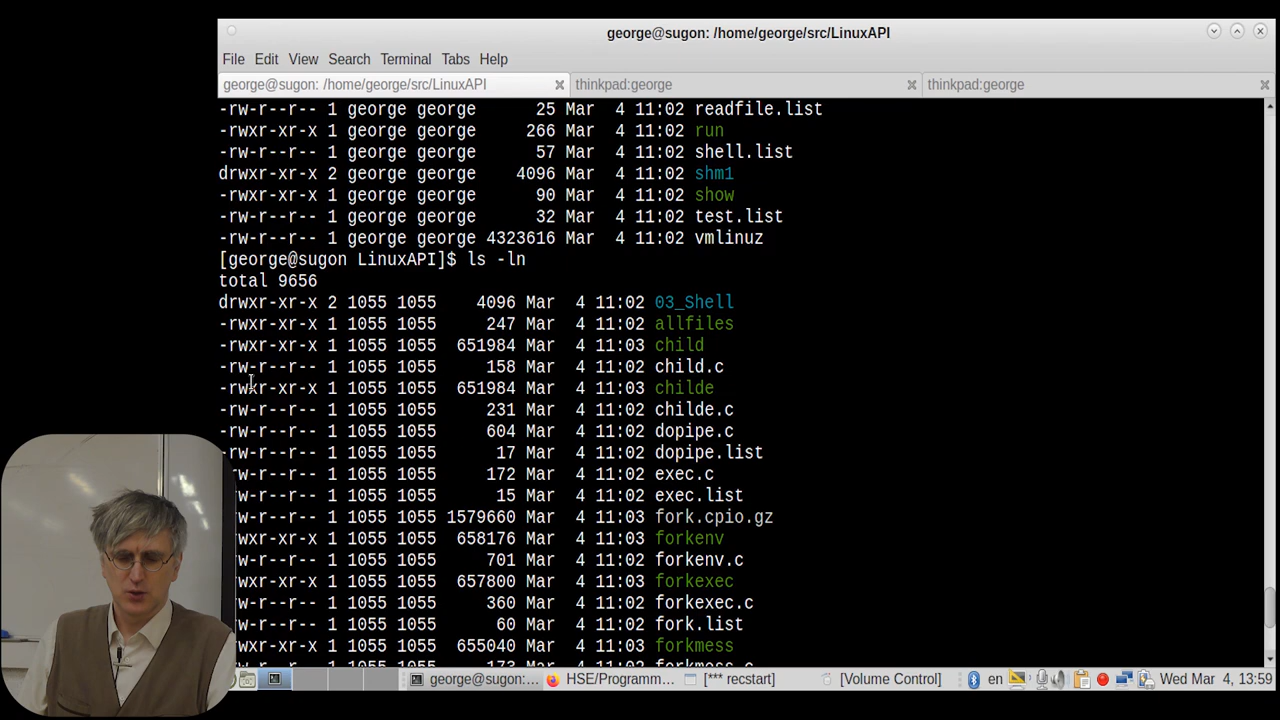 george@sugon: /home/george/src/LinuxAPI
File Edit View Search Terminal Tabs Help
george@sugon: /home/george/src/LinuxAPI thinkpad:george thinkpad:george
-rw-r--r-- 1 george george 25 Mar 4 11:02 readfile.list
-rwxr-xr-x 1 george george 266 Mar 4 11:02 run
-rw-r--r-- 1 george george 57 Mar 4 11:02 shell.list
drwxr-xr-x 2 george george 4096 Mar 4 11:02 shm1
-rwxr-xr-x 1 george george 90 Mar 4 11:02 show
-rw-r--r-- 1 george george 32 Mar 4 11:02 test.list
-rw-r--r-- 1 george george 4323616 Mar 4 11:02 vmlinuz
[george@sugon LinuxAPI]$ ls -ln
total 9656
drwxr-xr-x 2 1055 1055 4096 Mar 4 11:02 03_Shell
-rwxr-xr-x 1 1055 1055 247 Mar 4 11:02 allfiles
-rwxr-xr-x 1 1055 1055 651984 Mar 4 11:03 child
-rw-r--r-- 1 1055 1055 158 Mar 4 11:02 child.c
-rwxr-xr-x 1 1055 1055 651984 Mar 4 11:03 childe
-rw-r--r-- 1 1055 1055 231 Mar 4 11:02 childe.c
-rw-r--r-- 1 1055 1055 604 Mar 4 11:02 dopipe.c
-rw-r--r-- 1 1055 1055 17 Mar 4 11:02 dopipe.list
rw-r--r-- 1 1055 1055 172 Mar 4 11:02 exec.c
rw-r--r-- 1 1055 1055 15 Mar 4 11:02 exec.list
rw-r--r-- 1 1055 1055 1579660 Mar 4 11:03 fork.cpio.gz
rwxr-xr-x 1 1055 1055 658176 Mar 4 11:03 forkenv
rw-r--r-- 1 1055 1055 701 Mar 4 11:02 forkenv.c
rwxr-xr-x 1 1055 1055 657800 Mar 4 11:03 forkexec
rw-r--r-- 1 1055 1055 360 Mar 4 11:02 forkexec.c
rw-r--r-- 1 1055 1055 60 Mar 4 11:02 fork.list
rwxr-xr-x 1 1055 1055 655040 Mar 4 11:03 forkmess
rw-r--r-- 1 1055 1055 173 Mar 4 11:02 forkmess.c
george@sugon:... HSE/Programm... [*** recstart] [Volume Control] en Wed Mar 4, 13:59